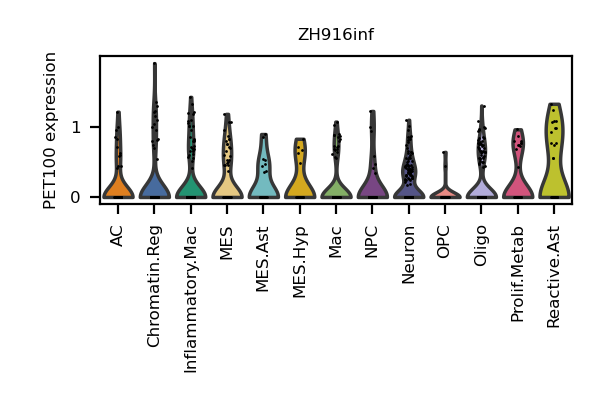 ZH916inf
PET100 expression
1
0
AC
Chromatin.Reg
Inflammatory.Mac
MES
MES.Ast
MES.Hyp
Mac
NPC
Neuron
OPC
Oligo
Prolif.Metab
Reactive.Ast